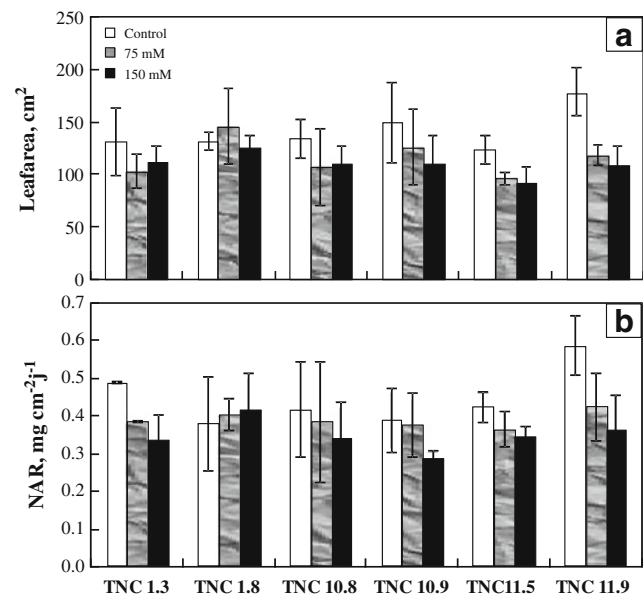 Control
75 mM
150 mM
a
Leafarea, cm²
250
200
150
100
50
0
b
NAR, mg cm⁻²j⁻¹
0.7
0.6
0.5
0.4
0.3
0.2
0.1
0.0
TNC 1.3 TNC 1.8 TNC 10.8 TNC 10.9 TNC11.5 TNC 11.9